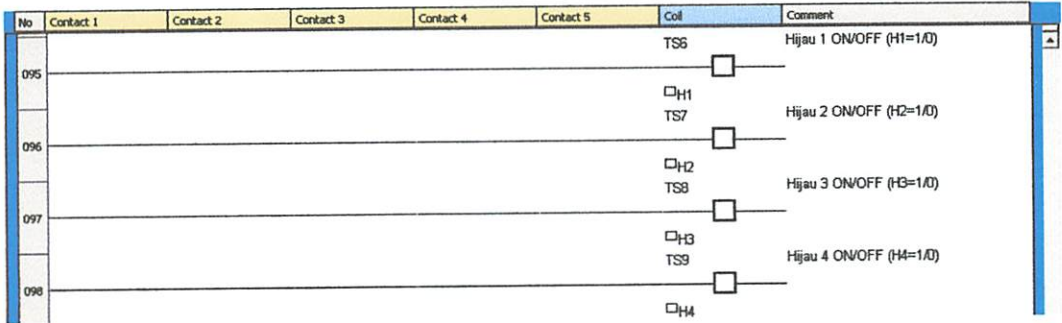 No Contact 1 Contact 2 Contact 3 Contact 4 Contact 5 Coil Comment
TS6 Hijau 1 ON/OFF (H1=1/0)
095
H1
TS7 Hijau 2 ON/OFF (H2=1/0)
096
H2
TS8 Hijau 3 ON/OFF (H3=1/0)
097
H3
TS9 Hijau 4 ON/OFF (H4=1/0)
098
H4